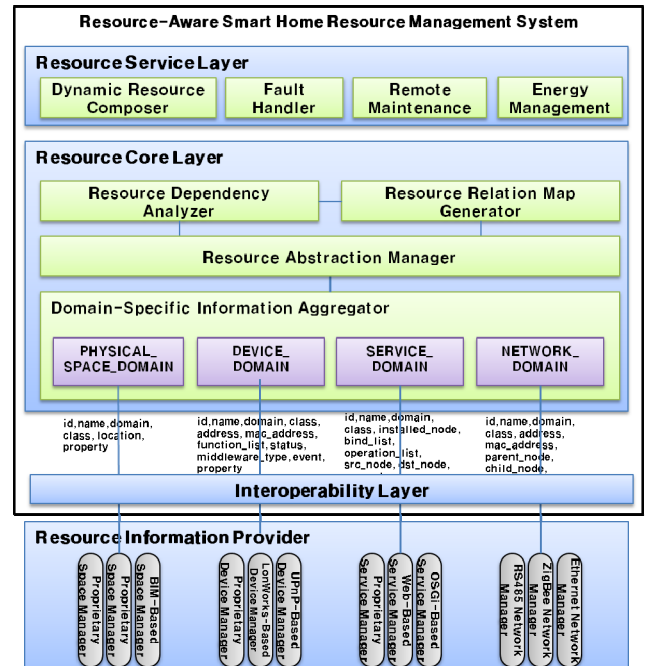 Resource-Aware Smart Home Resource Management System
Resource Service Layer
Dynamic Resource
Composer
Fault
Handler
Remote
Maintenance
Energy
Management
Resource Core Layer
Resource Dependency
Analyzer
Resource Relation Map
Generator
Resource Abstraction Manager
Domain-Specific Information Aggregator
PHYSICAL_
SPACE_DOMAIN
DEVICE_
DOMAIN
SERVICE_
DOMAIN
NETWORK_
DOMAIN
id,name,domain,
class, location,
property
id,name,domain, class,
address, mac_address,
function_list, status,
middleware_type, event,
property
id,name,domain,
class, installed_node,
bind_list,
operation_list,
src_node, dst_node,
id,name,domain,
class, address,
mac_address,
parent_node,
child_node,
Interoperability Layer
Resource Information Provider
Proprietary
Space Manager
Proprietary
Space Manager
BIM-Based
Space Manager
Proprietary
Device Manager
LonWorks-Based
Device Manager
UPnP-Based
Device Manager
Proprietary
Service Manager
Web-Based
Service Manager
OSGi-Based
Service Manager
RS-485 Network
Manager
ZigBee Network
Manager
Ethernet Network
Manager